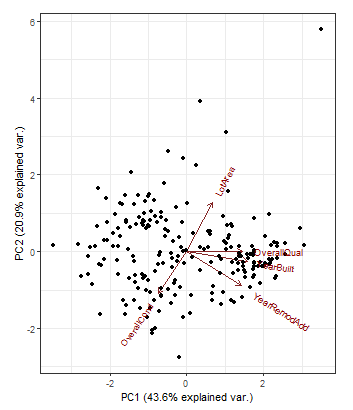 6
4
2
0
-2
-2
0
2
PC2 (20.9% explained var.)
PC1 (43.6% explained var.)
LotArea
OverallQual
YearBuilt
YearRemodAdd